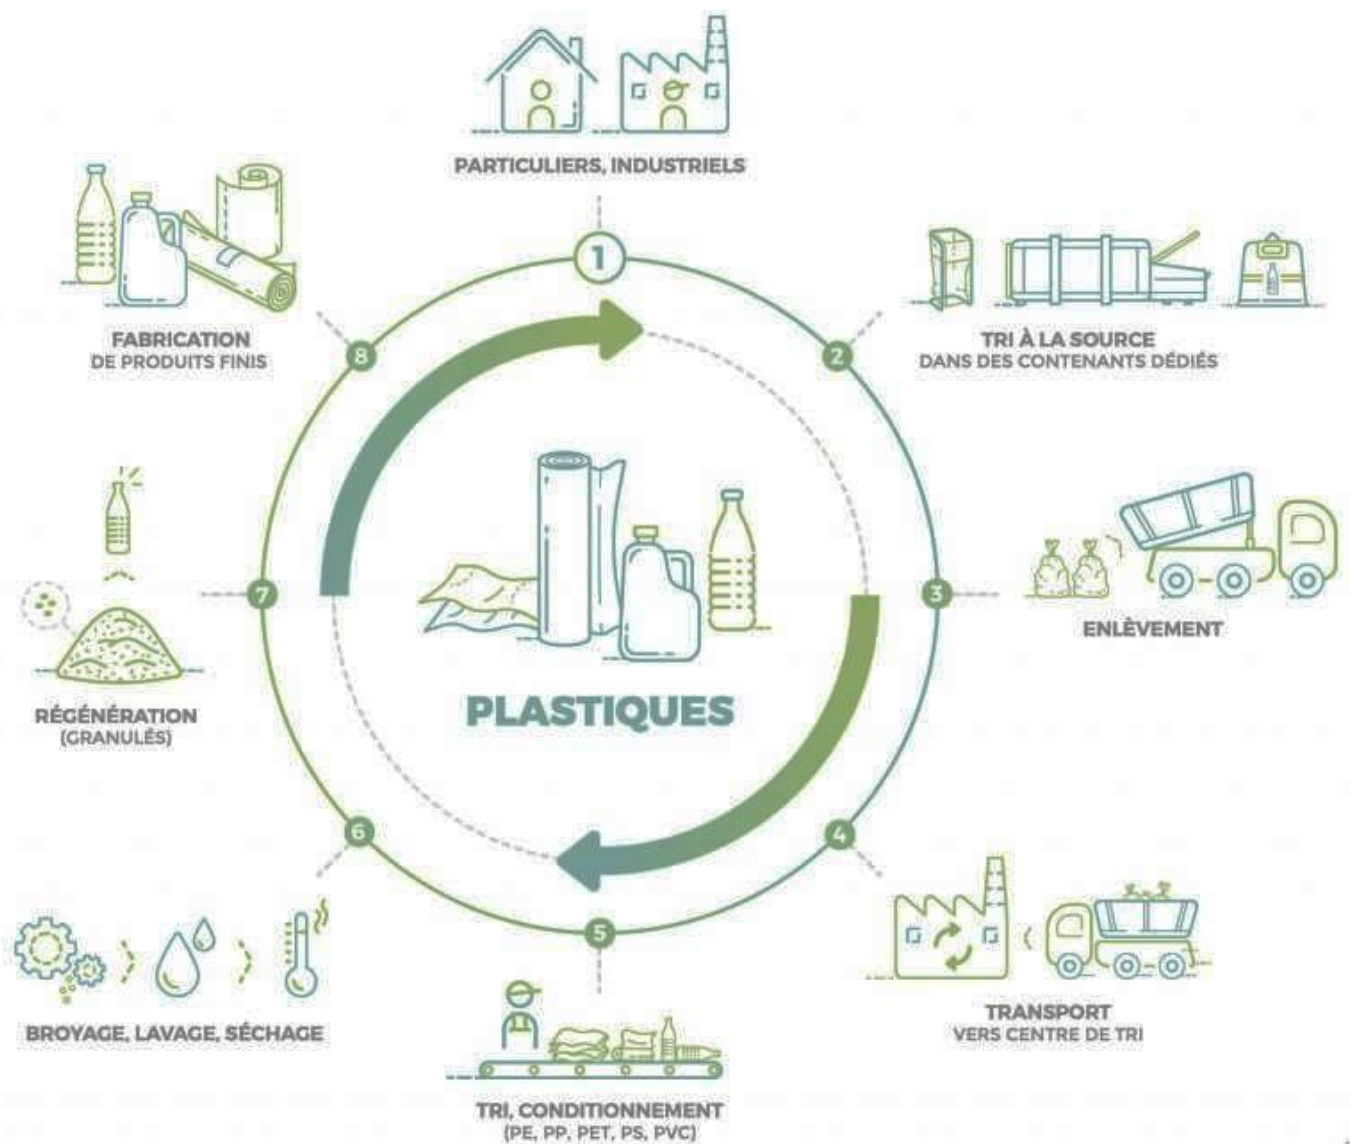 PARTICULIERS, INDUSTRIELS
1
2
TRI À LA SOURCE
DANS DES CONTENANTS DÉDIÉS
3
ENLÈVEMENT
4
TRANSPORT
VERS CENTRE DE TRI
5
TRI, CONDITIONNEMENT
(PE, PP, PET, PS, PVC)
6
BROYAGE, LAVAGE, SÉCHAGE
7
RÉGÉNÉRATION
(GRANULÉS)
8
FABRICATION
DE PRODUITS FINIS
PLASTIQUES